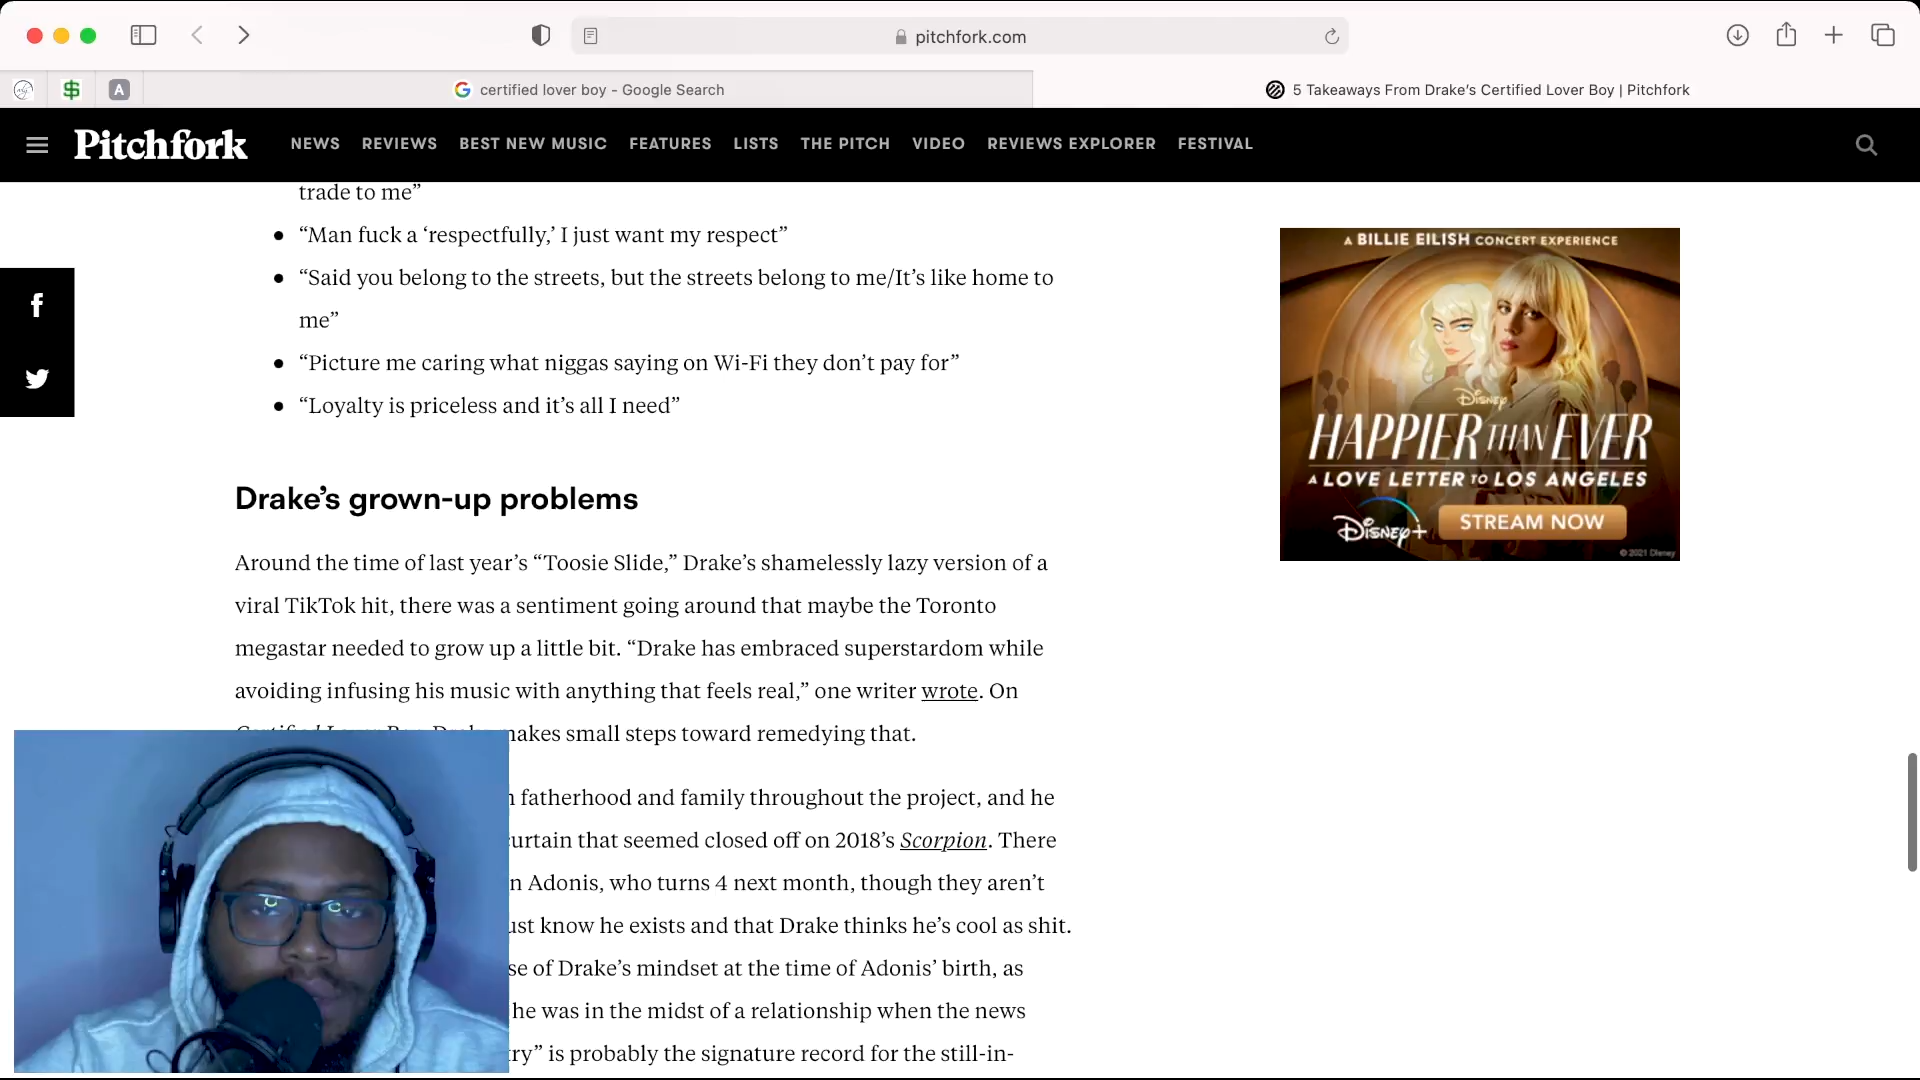 pitchfork.com
A
certified lover boy - Google Search
5 Takeaways From Drake's Certified Lover Boy | Pitchfork
Pitchfork
NEWS REVIEWS BEST NEW MUSIC FEATURES LISTS THE PITCH VIDEO REVIEWS EXPLORER FESTIVAL
trade to me”
“Man fuck a ‘respectfully,’ I just want my respect”
“Said you belong to the streets, but the streets belong to me/It’s like home to
me”
“Picture me caring what niggas saying on Wi-Fi they don’t pay for”
“Loyalty is priceless and it’s all I need”
Drake’s grown-up problems
Around the time of last year’s “Toosie Slide,” Drake’s shamelessly lazy version of a
viral TikTok hit, there was a sentiment going around that maybe the Toronto
megastar needed to grow up a little bit. “Drake has embraced superstardom while
avoiding infusing his music with anything that feels real,” one writer wrote. On
makes small steps toward remedying that.
fatherhood and family throughout the project, and he
curtain that seemed closed off on 2018’s Scorpion. There
Adonis, who turns 4 next month, though they aren’t
know he exists and that Drake thinks he’s cool as shit.
of Drake’s mindset at the time of Adonis’ birth, as
he was in the midst of a relationship when the news
is probably the signature record for the still-in-
A BILLIE EILISH CONCERT EXPERIENCE
Disney
HAPPIER THAN EVER
A LOVE LETTER TO LOS ANGELES
Disney+
STREAM NOW
© 2021 Disney